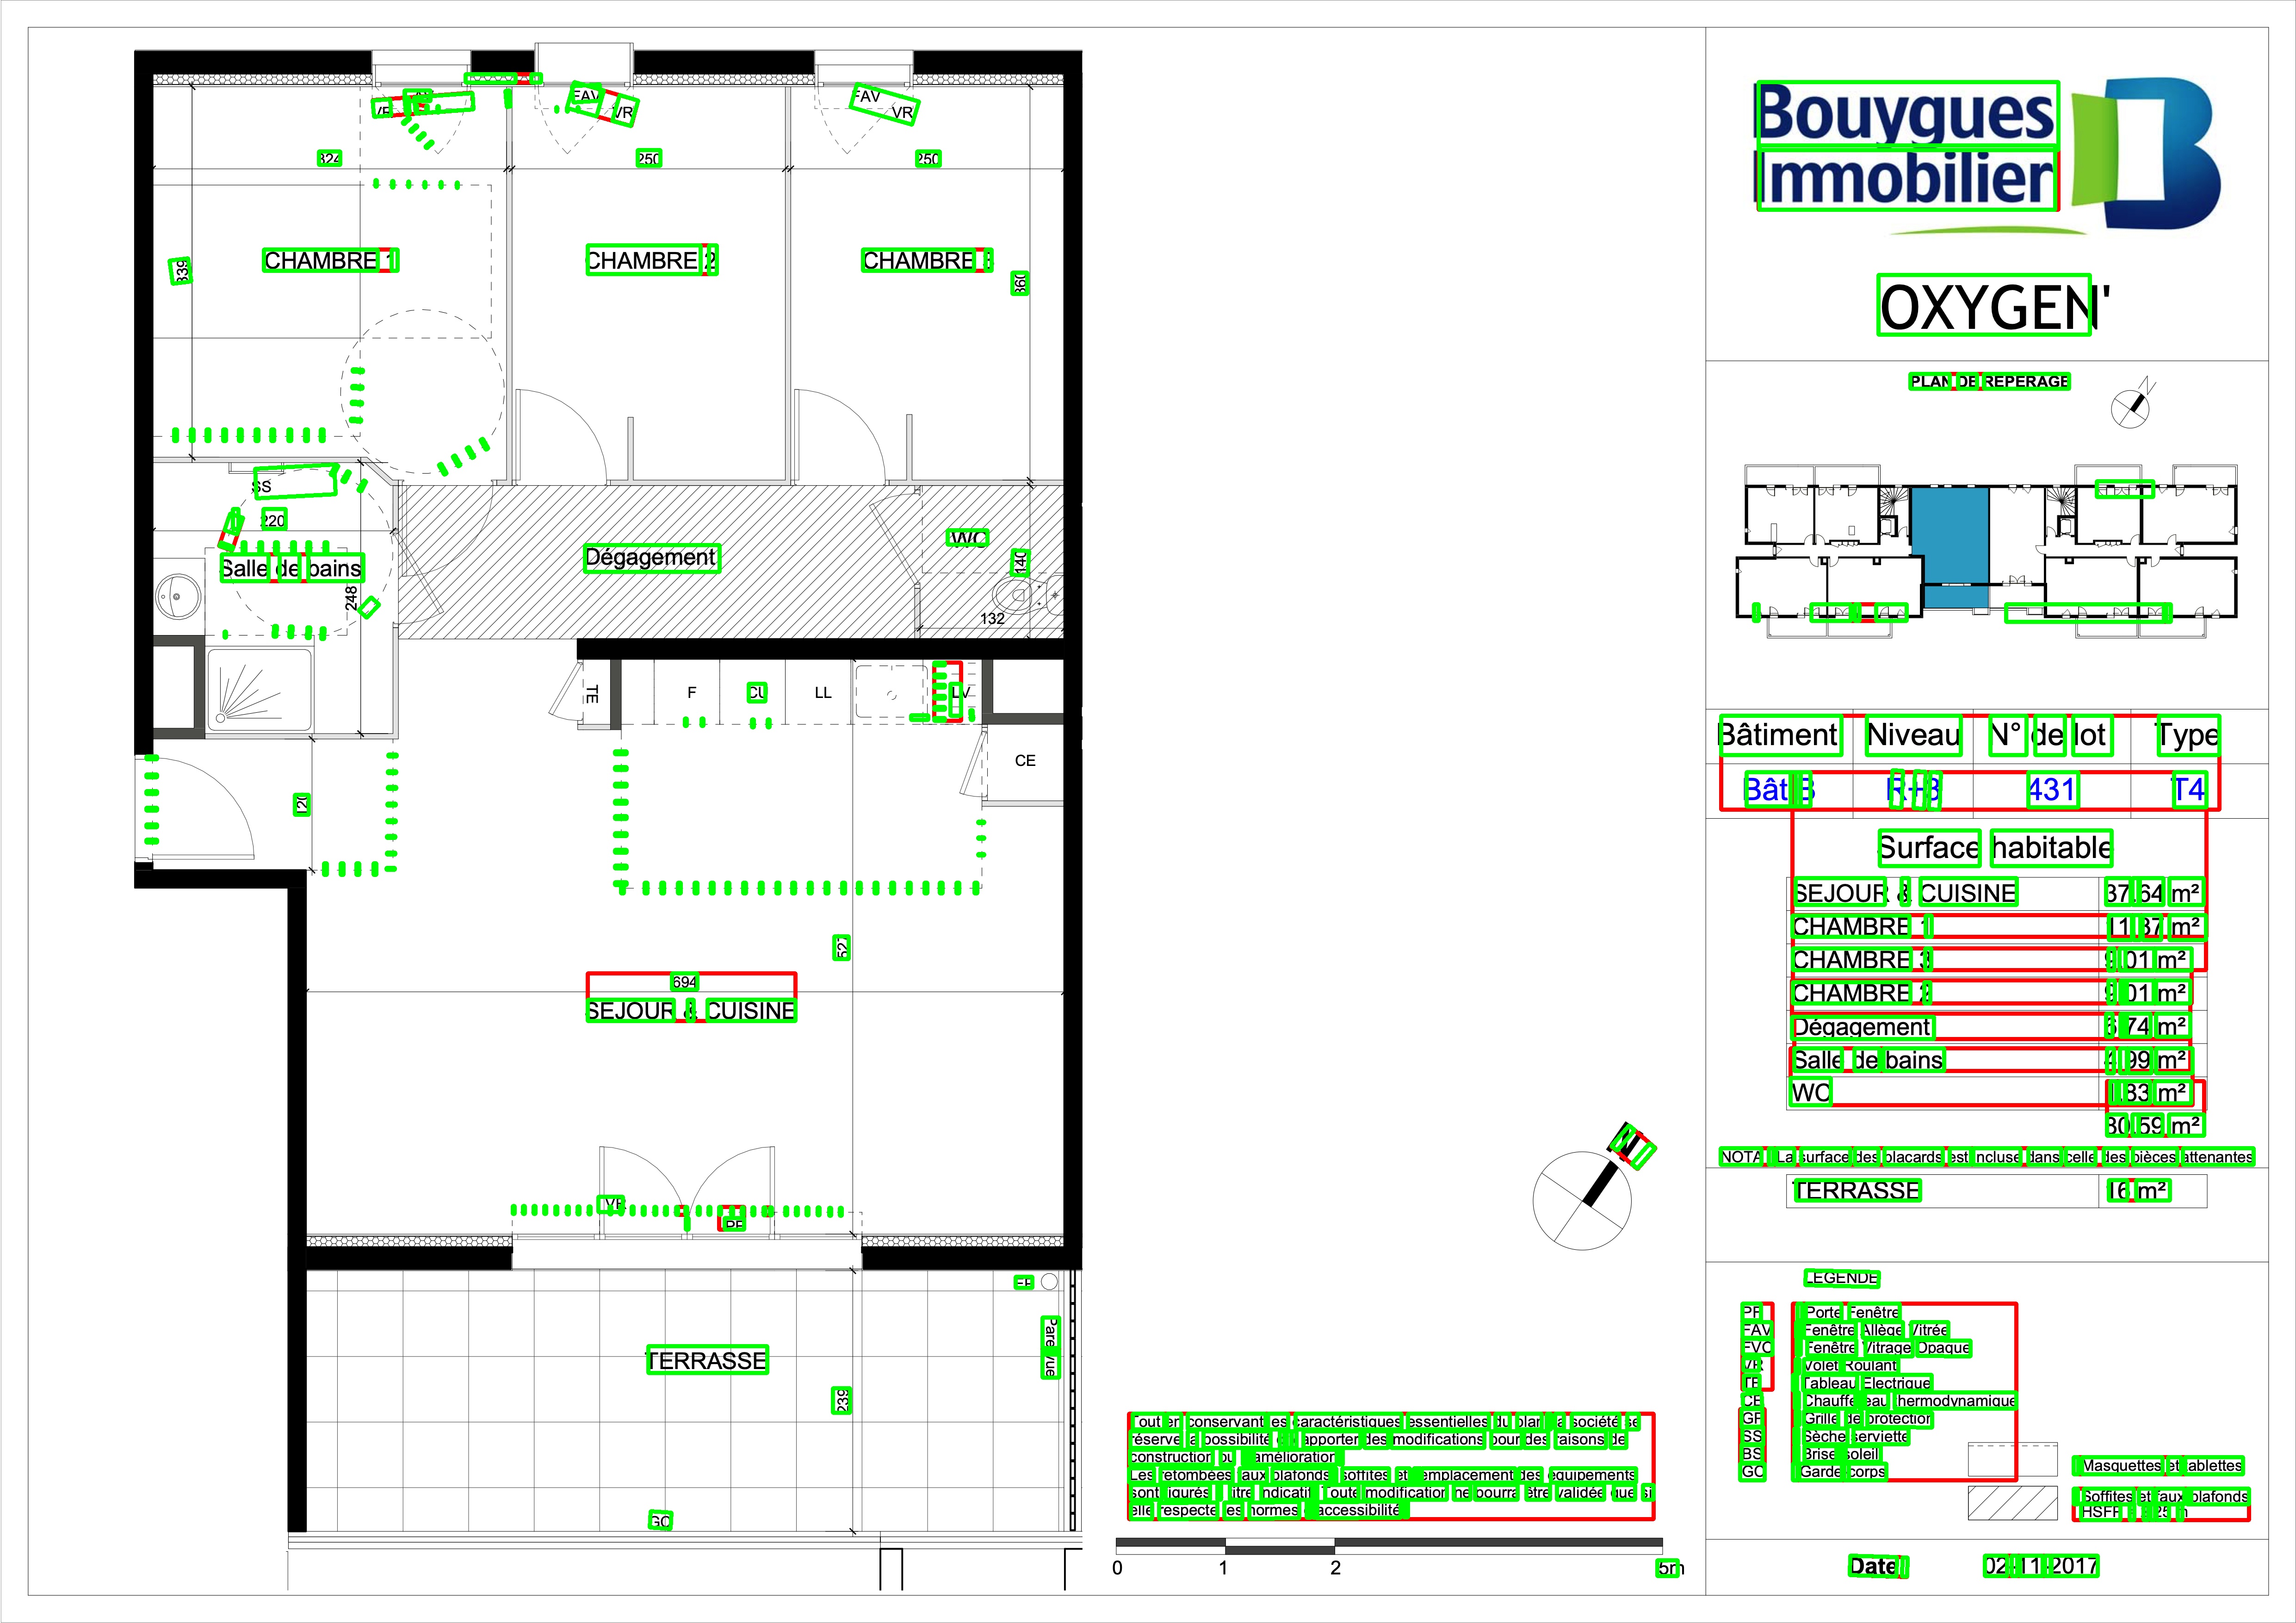 Bouygues
Immobilier
OXYGEN'
PLAN DE REPERAGE
N
Bâtiment Niveau N° de lot Type
Bât B R+3 431 T4
Surface habitable
SEJOUR & CUISINE 37.64 m²
CHAMBRE 1 11.37 m²
CHAMBRE 3 9.01 m²
CHAMBRE 2 9.01 m²
Dégagement 6.74 m²
Salle de bains 4.99 m²
WC 1.83 m²
80.59 m²
NOTA : La surface des placards est incluse dans celle des pièces attenantes
TERRASSE 16 m²
LEGENDE
PF : Porte Fenêtre
FAV : Fenêtre Allège Vitrée
FVO : Fenêtre Vitrage Opaque
VR : Volet Roulant
TE : Tableau Electrique
CE : Chauffe eau thermodynamique
GP : Grille de protection
SS : Sèche serviette
BS : Brise soleil
GC : Garde-corps
Masquettes et tablettes
Soffites et faux plafonds
Date :
02-11-2017
FAV
VR
FAV
VR
FAV
VR
324
250
250
CHAMBRE 1
CHAMBRE 2
CHAMBRE 3
339
360
SS
220
Salle de bains
248
Dégagement
WC
140
132
TE
F
CU
LL
LV
CE
120
527
694
SEJOUR & CUISINE
VR
PF
N
EP
Pare vue
TERRASSE
239
GC
Tout en conservant les caractéristiques essentielles du plan, la société se
réserve la possibilité d'y apporter des modifications pour des raisons de
construction ou d'amélioration.
Les retombées, faux plafonds, soffites et emplacement des équipements
sont figurés à titre indicatif. Toute modification ne pourra être validée que si
elle respecte les normes d'accessibilité.
0 1 2 5m